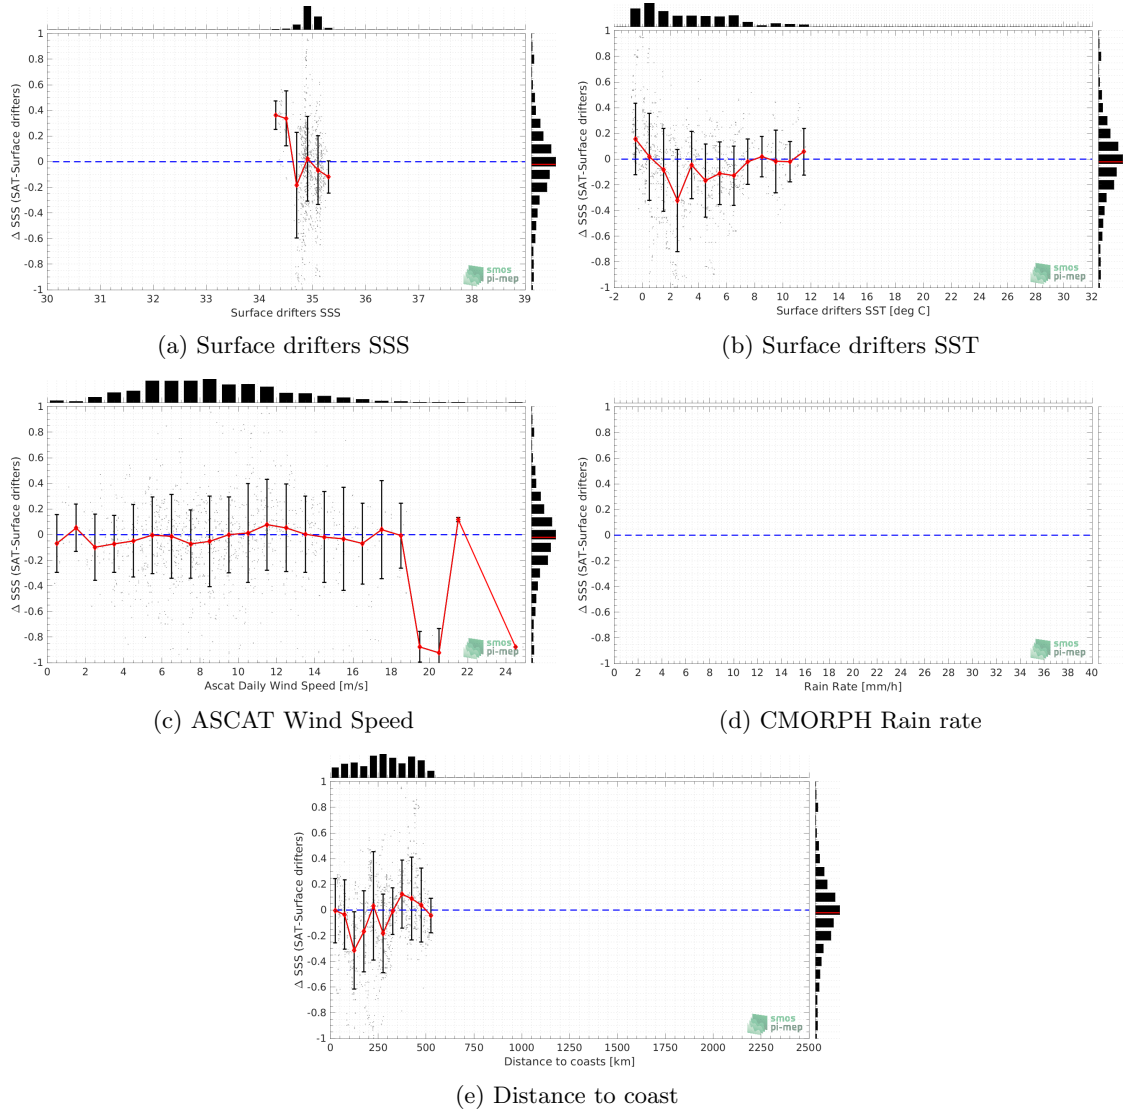 1
0.8
0.6
0.4
0.2
0
-0.2
-0.4
-0.6
-0.8
-1
Δ SSS (SAT-Surface drifters)
smos
pi-mep
30 31 32 33 34 35 36 37 38 39
Surface drifters SSS
(a) Surface drifters SSS
1
0.8
0.6
0.4
0.2
0
-0.2
-0.4
-0.6
-0.8
-1
Δ SSS (SAT-Surface drifters)
smos
pi-mep
-2 0 2 4 6 8 10 12 14 16 18 20 22 24 26 28 30 32
Surface drifters SST [deg C]
(b) Surface drifters SST
1
0.8
0.6
0.4
0.2
0
-0.2
-0.4
-0.6
-0.8
-1
Δ SSS (SAT-Surface drifters)
smos
pi-mep
0 2 4 6 8 10 12 14 16 18 20 22 24
Ascat Daily Wind Speed [m/s]
(c) ASCAT Wind Speed
1
0.8
0.6
0.4
0.2
0
-0.2
-0.4
-0.6
-0.8
-1
Δ SSS (SAT-Surface drifters)
smos
pi-mep
0 2 4 6 8 10 12 14 16 18 20 22 24 26 28 30 32 34 36 38 40
Rain Rate [mm/h]
(d) CMORPH Rain rate
1
0.8
0.6
0.4
0.2
0
-0.2
-0.4
-0.6
-0.8
-1
Δ SSS (SAT-Surface drifters)
smos
pi-mep
0 250 500 750 1000 1250 1500 1750 2000 2250 2500
Distance to coasts [km]
(e) Distance to coast